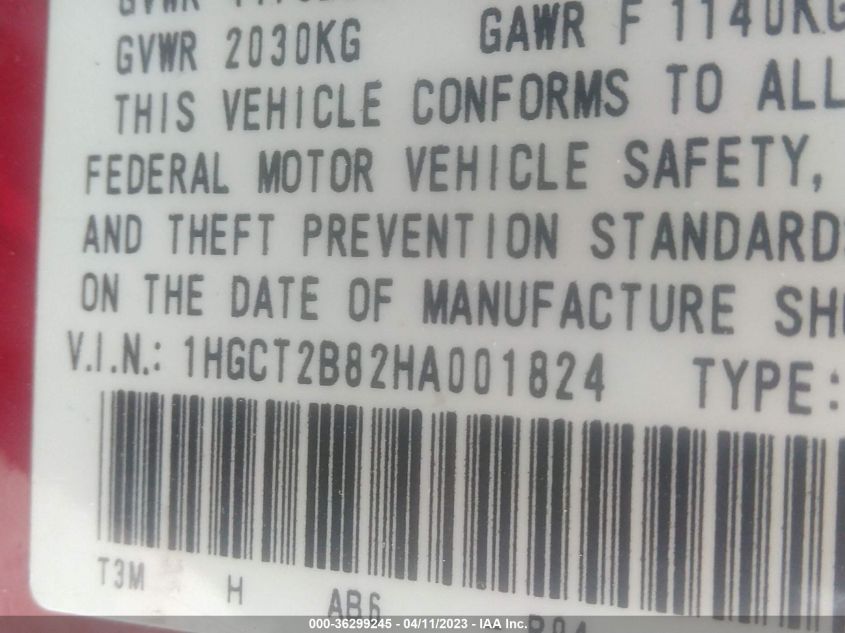 GVWR
GVWR 2030KG GAWR F 1140KG
THIS VEHICLE CONFORMS TO ALL
FEDERAL MOTOR VEHICLE SAFETY,
AND THEFT PREVENTION STANDARDS
ON THE DATE OF MANUFACTURE
V.I.N.: 1HGCT2B82HA001824 TYPE:
T3M H AB6
000-36299245 - 04/11/2023 - IAA Inc.